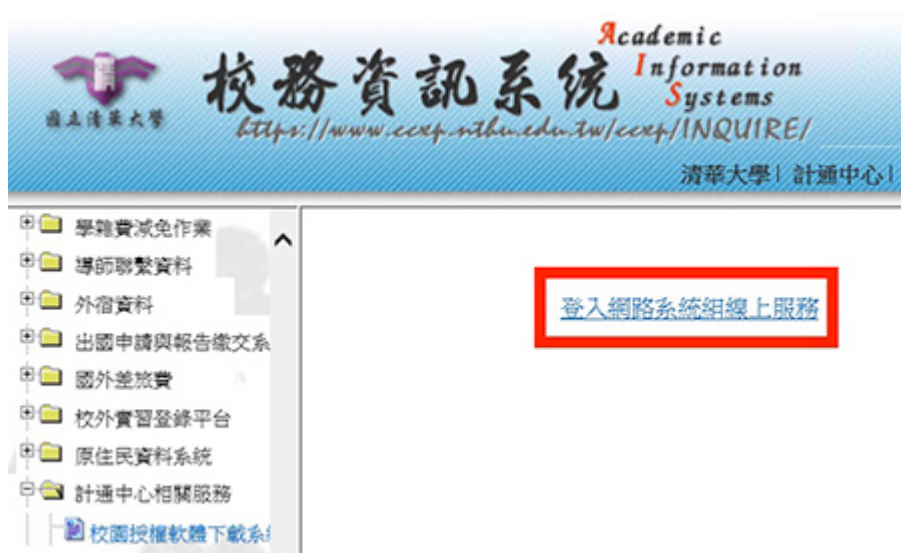 Academic
Information
Systems
校務資訊系統
國立清華大學
https://www.ccxp.nthu.edu.tw/ccxp/INQUIRE/
清華大學| 計通中心|
學雜費減免作業
導師聯繫資料
外宿資料
出國申請與報告繳交系
國外差旅費
校外實習登錄平台
原住民資料系統
計通中心相關服務
校園授權軟體下載系統
登入網路系統組線上服務